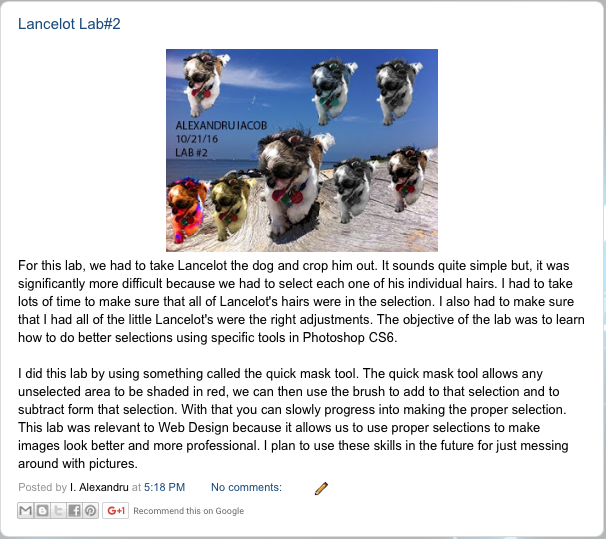 Lancelot Lab#2
ALEXANDRU IACOB
10/21/16
LAB #2
For this lab, we had to take Lancelot the dog and crop him out. It sounds quite simple but, it was
significantly more difficult because we had to select each one of his individual hairs. I had to take
lots of time to make sure that all of Lancelot's hairs were in the selection. I also had to make sure
that I had all of the little Lancelot's were the right adjustments. The objective of the lab was to learn
how to do better selections using specific tools in Photoshop CS6.
I did this lab by using something called the quick mask tool. The quick mask tool allows any
unselected area to be shaded in red, we can then use the brush to add to that selection and to
subtract form that selection. With that you can slowly progress into making the proper selection.
This lab was relevant to Web Design because it allows us to use proper selections to make
images look better and more professional. I plan to use these skills in the future for just messing
around with pictures.
Posted by I. Alexandru at 5:18 PM No comments:
G+1 Recommend this on Google